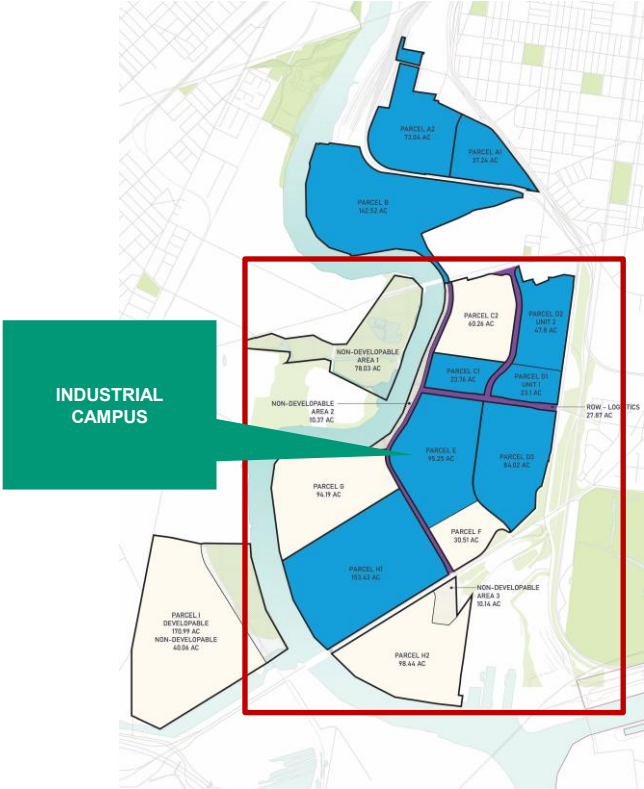 PARCEL A2
73.04 AC
PARCEL A1
37.24 AC
PARCEL B
142.52 AC
PARCEL C2
60.26 AC
PARCEL D2
UNIT 2
47.8 AC
NON-DEVELOPABLE
AREA 1
78.03 AC
PARCEL C1
23.76 AC
PARCEL D1
UNIT 1
23.1 AC
INDUSTRIAL
CAMPUS
NON-DEVELOPABLE
AREA 2
10.37 AC
ROW - LOGISTICS
27.87 AC
PARCEL E
95.25 AC
PARCEL D3
84.02 AC
PARCEL G
94.19 AC
PARCEL F
30.51 AC
PARCEL H1
153.43 AC
NON-DEVELOPABLE
AREA 3
10.14 AC
PARCEL I
DEVELOPABLE
170.99 AC
NON-DEVELOPABLE
40.06 AC
PARCEL H2
98.44 AC